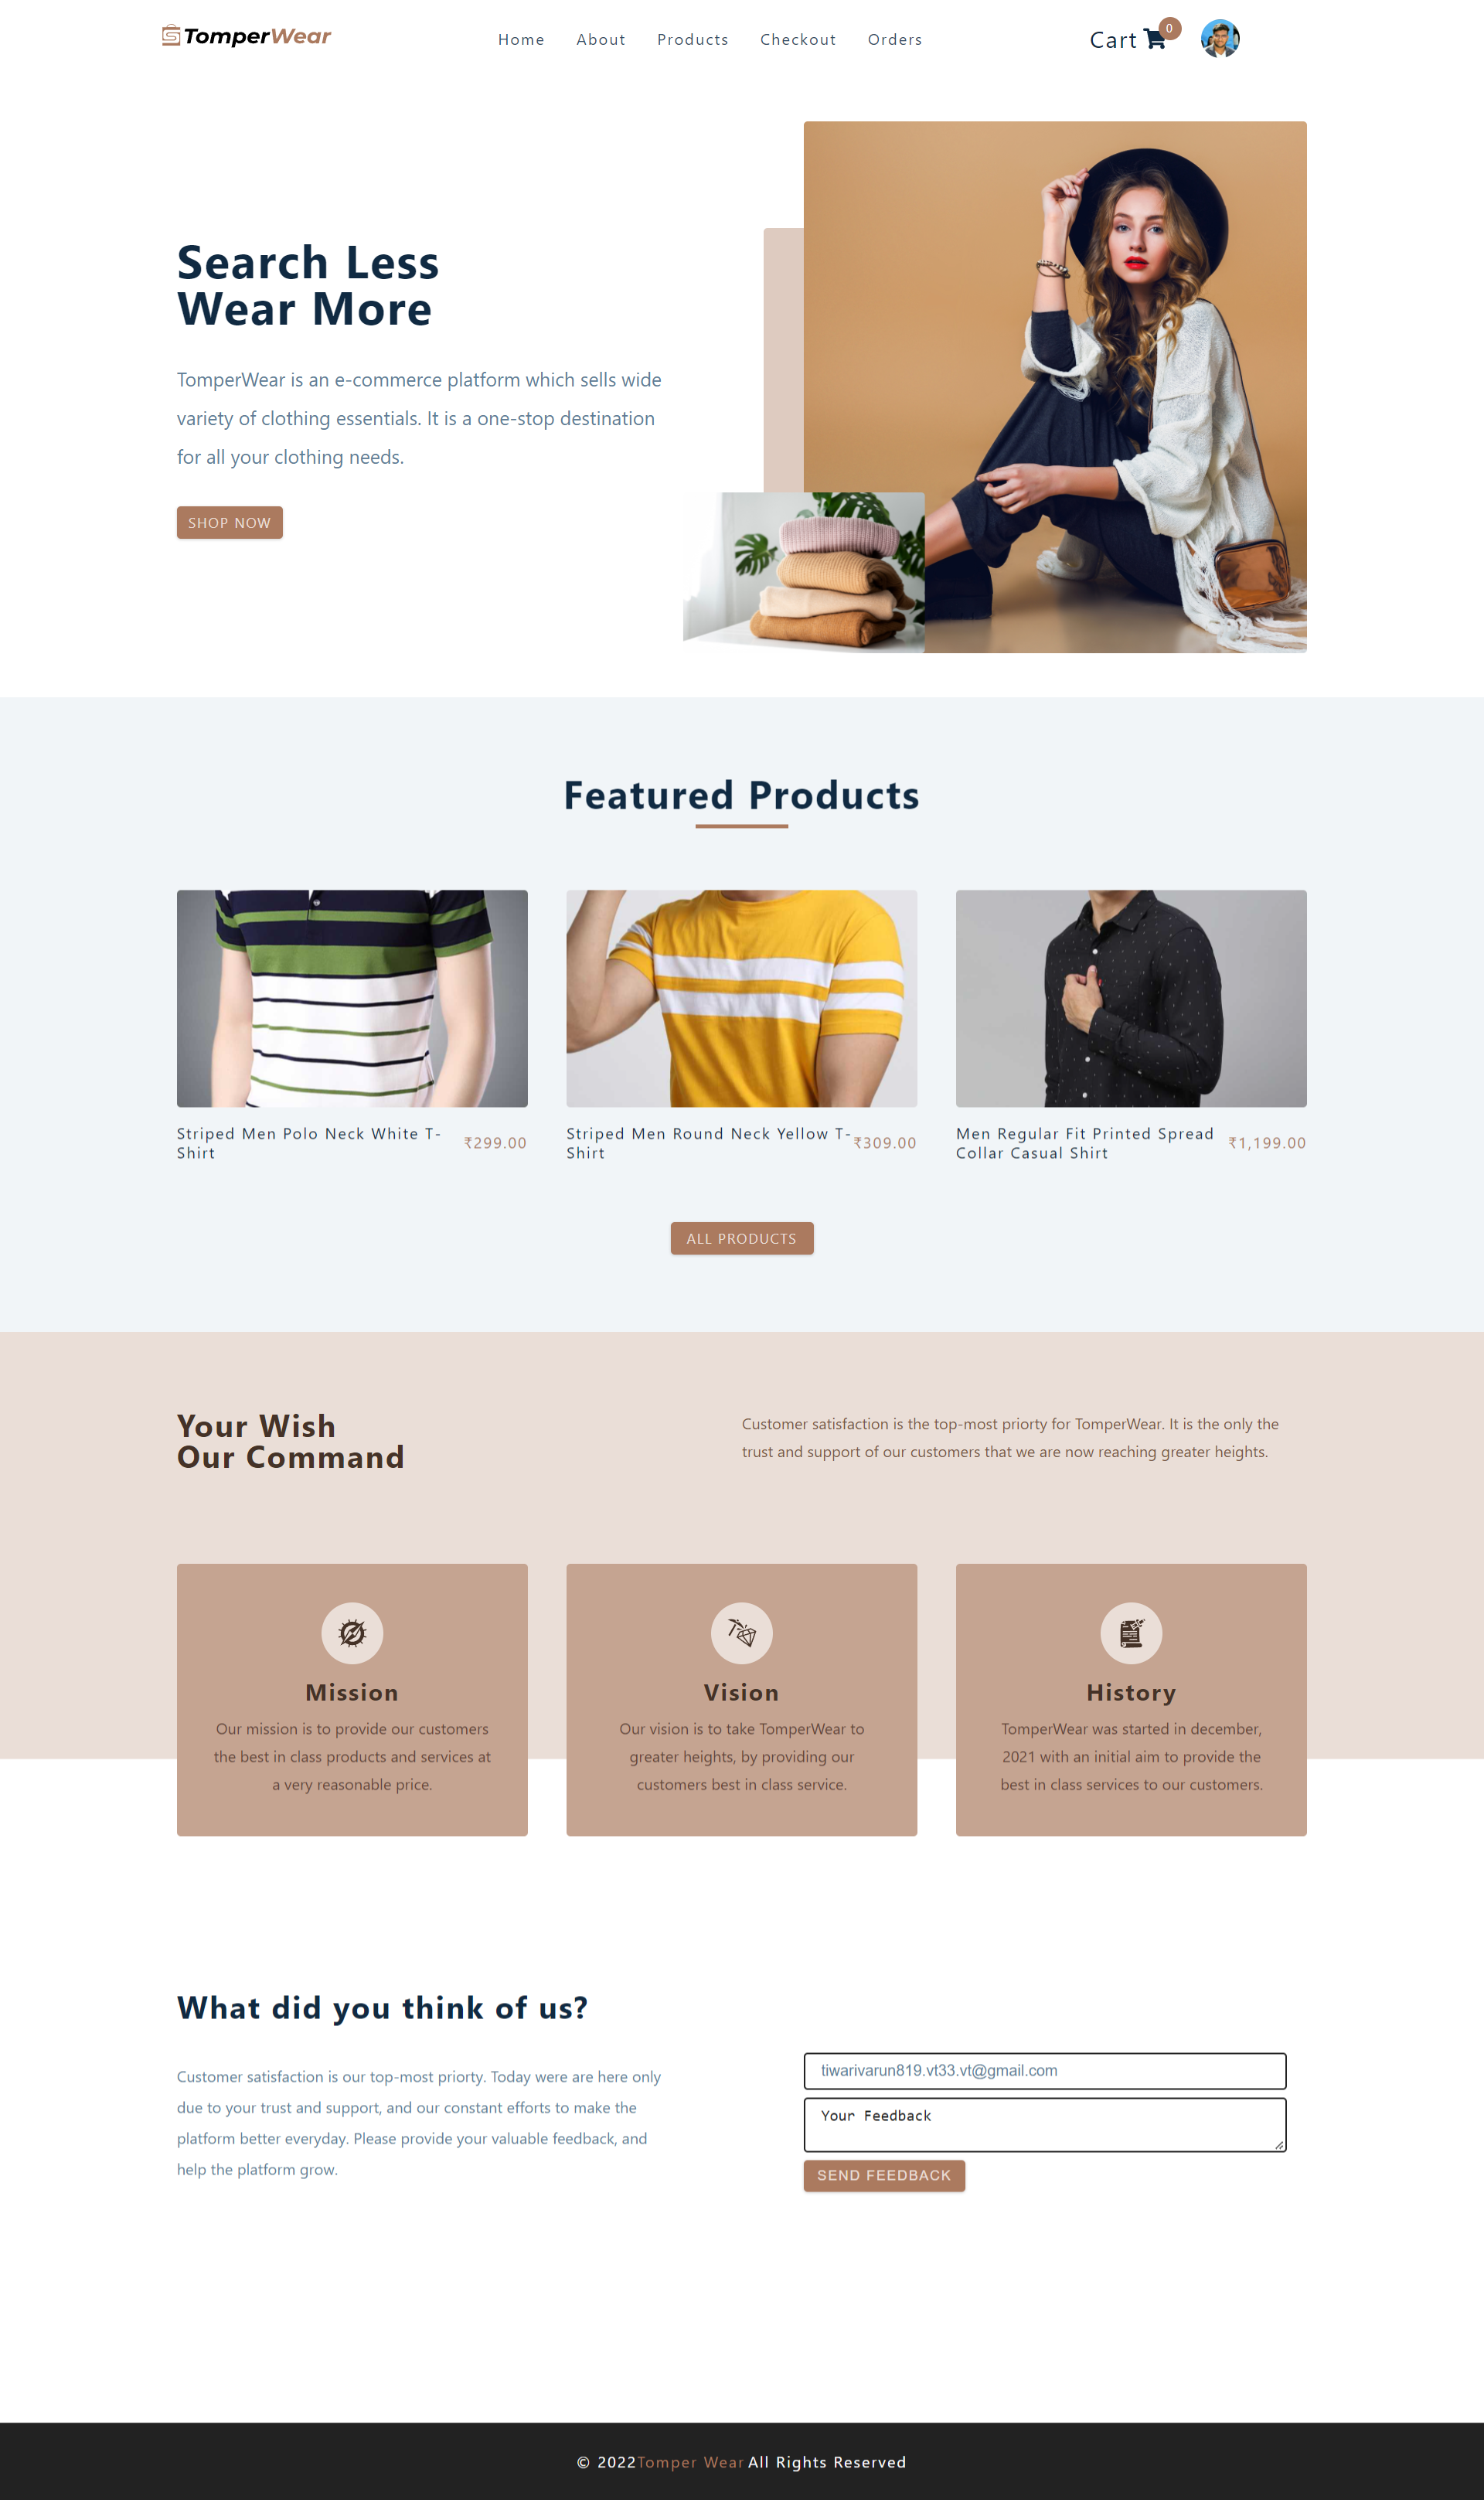 TomperWear
Home About Products Checkout Orders
Cart 0
Search Less
Wear More
TomperWear is an e-commerce platform which sells wide
variety of clothing essentials. It is a one-stop destination
for all your clothing needs.
SHOP NOW
Featured Products
Striped Men Polo Neck White T-
Shirt
₹299.00
Striped Men Round Neck Yellow T-
Shirt
₹309.00
Men Regular Fit Printed Spread
Collar Casual Shirt
₹1,199.00
ALL PRODUCTS
Your Wish
Our Command
Customer satisfaction is the top-most priorty for TomperWear. It is the only the
trust and support of our customers that we are now reaching greater heights.
Mission
Our mission is to provide our customers
the best in class products and services at
a very reasonable price.
Vision
Our vision is to take TomperWear to
greater heights, by providing our
customers best in class service.
History
TomperWear was started in december,
2021 with an initial aim to provide the
best in class services to our customers.
What did you think of us?
Customer satisfaction is our top-most priorty. Today were are here only
due to your trust and support, and our constant efforts to make the
platform better everyday. Please provide your valuable feedback, and
help the platform grow.
tiwarivarun819.vt33.vt@gmail.com
Your Feedback
SEND FEEDBACK
© 2022Tomper Wear All Rights Reserved